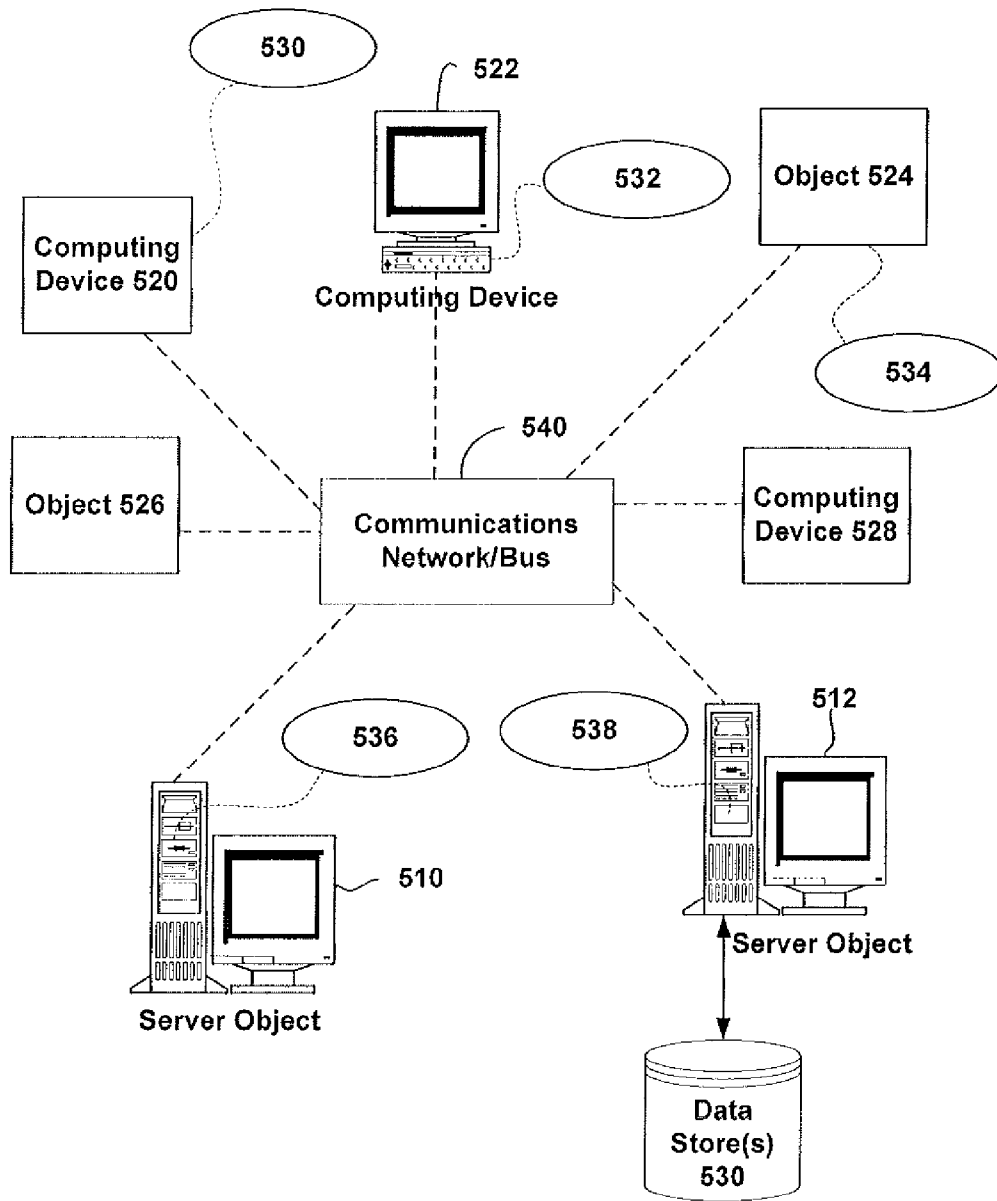 530
522
532
Object 524
Computing
Device 520
Computing Device
534
540
Object 526
Communications
Network/Bus
Computing
Device 528
536
538
512
510
Server Object
Server Object
Data
Store(s)
530